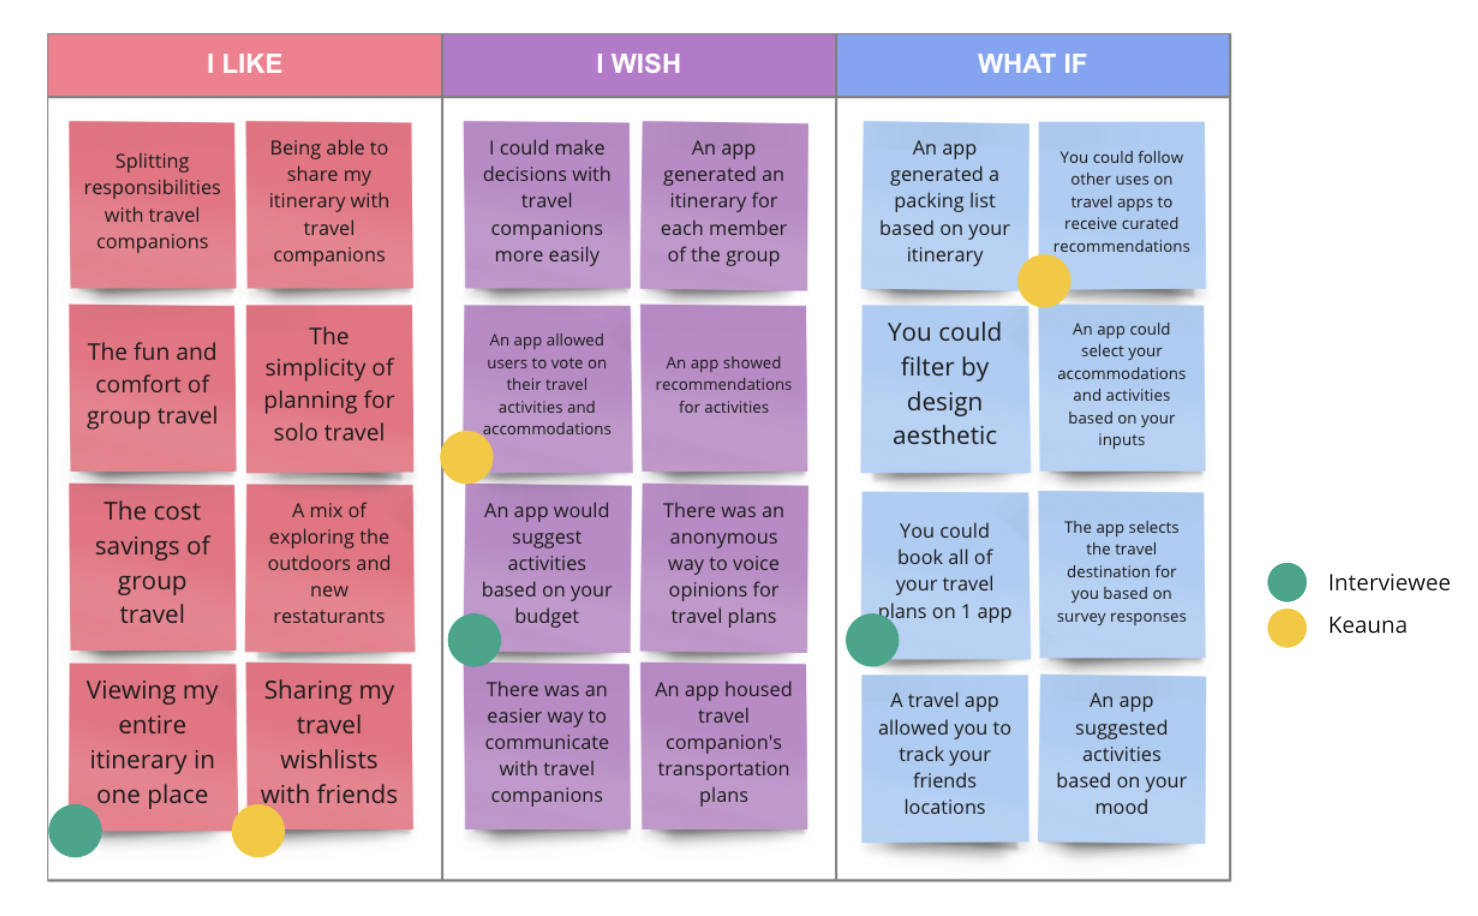 I LIKE
I WISH
WHAT IF
Splitting
responsibilities
with travel
companions
Being able to
share my
itinerary with
travel
companions
The fun and
comfort of
group travel
The
simplicity of
planning for
solo travel
The cost
savings of
group
travel
A mix of
exploring the
outdoors and
new
restaturants
Viewing my
entire
itinerary in
one place
Sharing my
travel
wishlists
with friends
I could make
decisions with
travel
companions
more easily
An app
generated an
itinerary for
each member
of the group
An app allowed
users to vote on
their travel
activities and
accommodations
An app showed
recommendations
for activities
An app would
suggest
activities
based on your
budget
There was an
anonymous
way to voice
opinions for
travel plans
There was an
easier way to
communicate
with travel
companions
An app housed
travel
companion's
transportation
plans
An app
generated a
packing list
based on your
itinerary
You could follow
other uses on
travel apps to
receive curated
recommendations
You could
filter by
design
aesthetic
An app could
select your
accommodations
and activities
based on your
inputs
You could
book all of
your travel
plans on 1 app
The app selects
the travel
destination for
you based on
survey responses
A travel app
allowed you to
track your
friends
locations
An app
suggested
activities
based on your
mood
Interviewee
Keauna